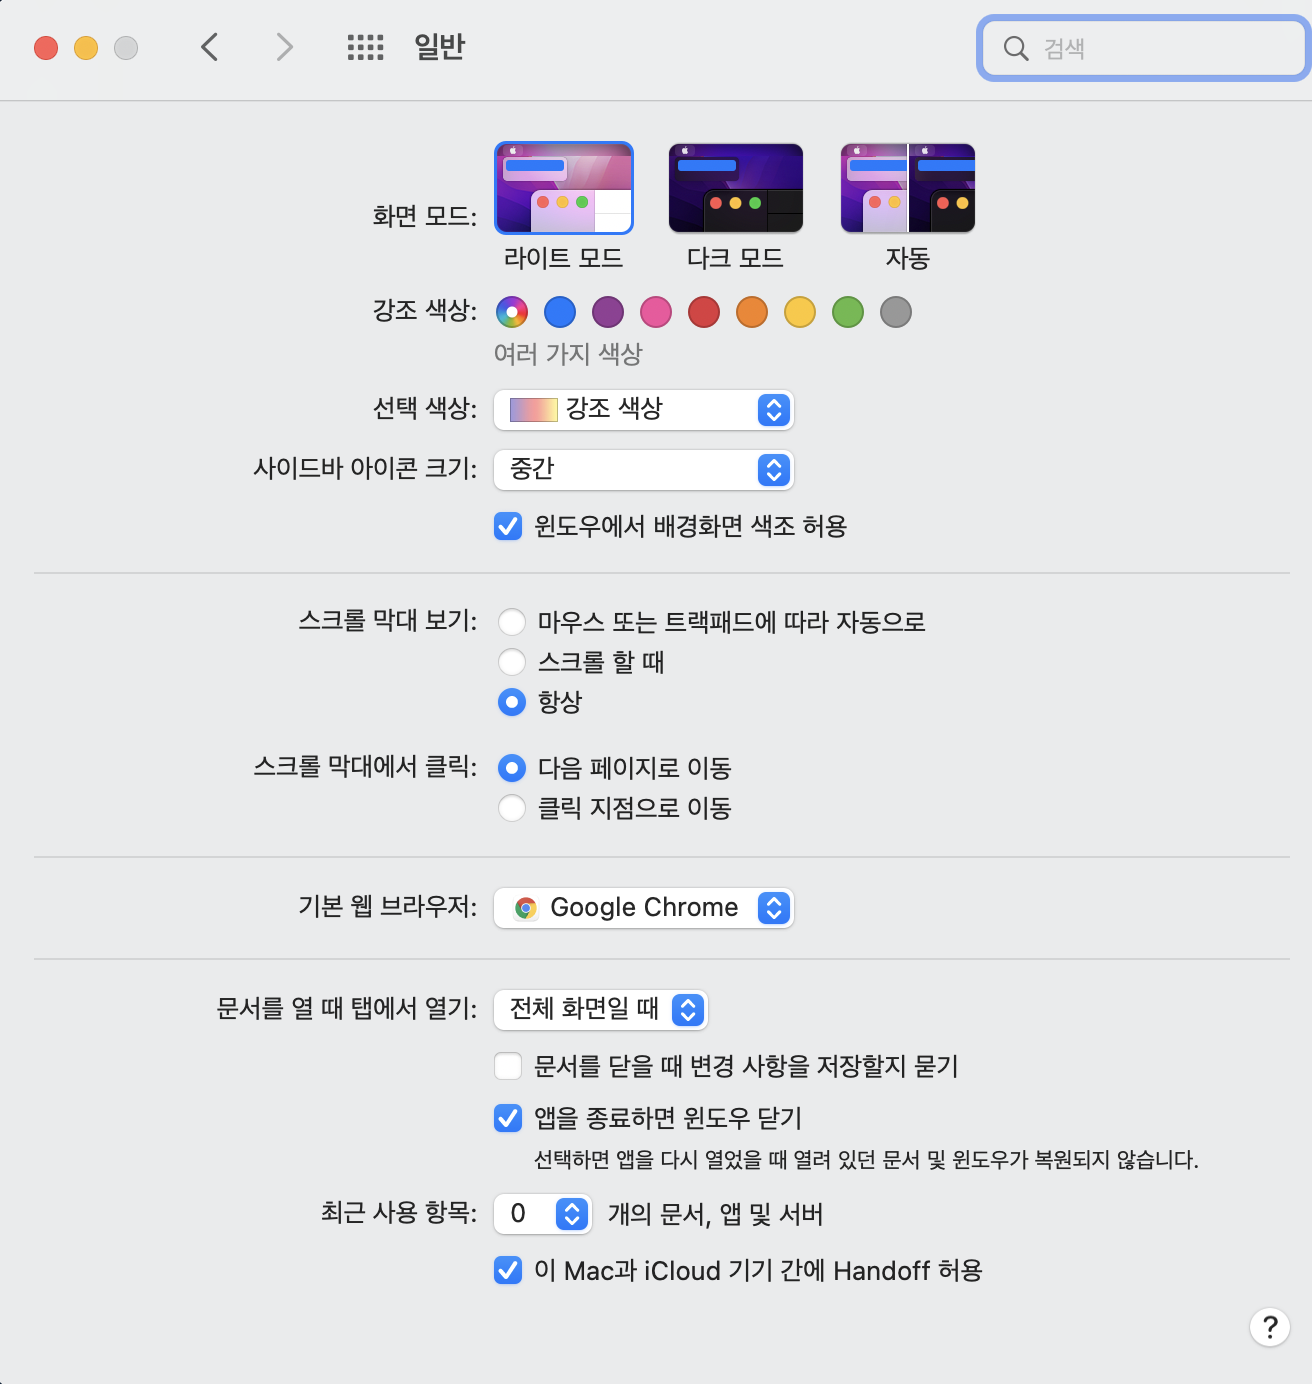 일반
검색
화면 모드:
라이트 모드
다크 모드
자동
강조 색상:
여러 가지 색상
선택 색상: 강조 색상
사이드바 아이콘 크기: 중간
윈도우에서 배경화면 색조 허용
스크롤 막대 보기: 마우스 또는 트랙패드에 따라 자동으로
스크롤 할 때
항상
스크롤 막대에서 클릭: 다음 페이지로 이동
클릭 지점으로 이동
기본 웹 브라우저: Google Chrome
문서를 열 때 탭에서 열기: 전체 화면일 때
문서를 닫을 때 변경 사항을 저장할지 묻기
앱을 종료하면 윈도우 닫기
선택하면 앱을 다시 열었을 때 열려 있던 문서 및 윈도우가 복원되지 않습니다.
최근 사용 항목: 0 개의 문서, 앱 및 서버
이 Mac과 iCloud 기기 간에 Handoff 허용
?